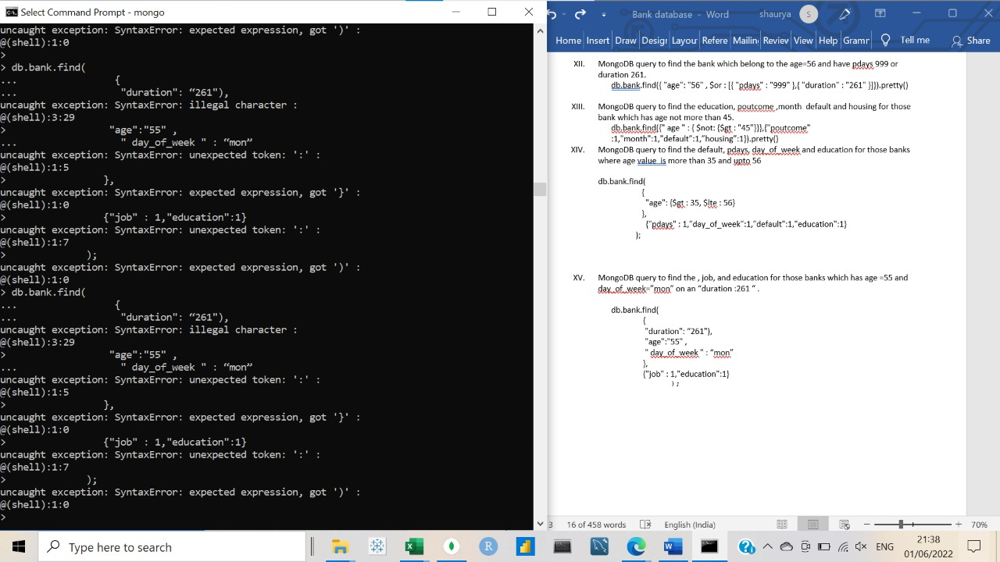 Select Command Prompt - mongo
uncaught exception: SyntaxError: expected expression, got ')' :
@(shell):1:0
>
> db.bank.find(
...                {
...                 "duration": “261"),
uncaught exception: SyntaxError: illegal character :
@(shell):3:29
>                 "age":"55" ,
...                 " day_of_week " : “mon”
uncaught exception: SyntaxError: unexpected token: ':' :
@(shell):1:5
>                },
uncaught exception: SyntaxError: expected expression, got '}' :
@(shell):1:0
>                {"job" : 1,"education":1}
uncaught exception: SyntaxError: unexpected token: ':' :
@(shell):1:7
>             );
uncaught exception: SyntaxError: expected expression, got ')' :
@(shell):1:0
> db.bank.find(
...                {
...                 "duration": “261"),
uncaught exception: SyntaxError: illegal character :
@(shell):3:29
>                 "age":"55" ,
...                 " day_of_week " : “mon”
uncaught exception: SyntaxError: unexpected token: ':' :
@(shell):1:5
>                },
uncaught exception: SyntaxError: expected expression, got '}' :
@(shell):1:0
>                {"job" : 1,"education":1}
uncaught exception: SyntaxError: unexpected token: ':' :
@(shell):1:7
>             );
uncaught exception: SyntaxError: expected expression, got ')' :
@(shell):1:0
>
Bank database - Word shaurya S
Home Insert Draw Desigr Layou Refere Mailin Review View Help Gramr Tell me Share
XII. MongoDB query to find the bank which belong to the age=56 and have pdays 999 or
duration 261.
db.bank.find({ "age": "56" , $or : [{ "pdays" : "999" },{ "duration" : "261" }]}).pretty()
XIII. MongoDB query to find the education, poutcome ,month default and housing for those
bank which has age not more than 45.
db.bank.find({" age " : { $not: {$gt : "45"}}},{"poutcome"
:1,"month":1,"default":1,"housing":1}).pretty()
XIV. MongoDB query to find the default, pdays, day_of_week and education for those banks
where age value is more than 35 and upto 56
db.bank.find(
{
"age": {$gt : 35, $lte : 56}
},
{"pdays" : 1,"day_of_week":1,"default":1,"education":1}
);
XV. MongoDB query to find the , job, and education for those banks which has age =55 and
day_of_week=”mon” on an “duration :261 “ .
db.bank.find(
{
"duration": “261"),
"age":"55" ,
" day_of_week " : “mon”
},
{"job" : 1,"education":1}
) ;
3 16 of 458 words English (India) 70%
Type here to search
ENG
21:38
01/06/2022